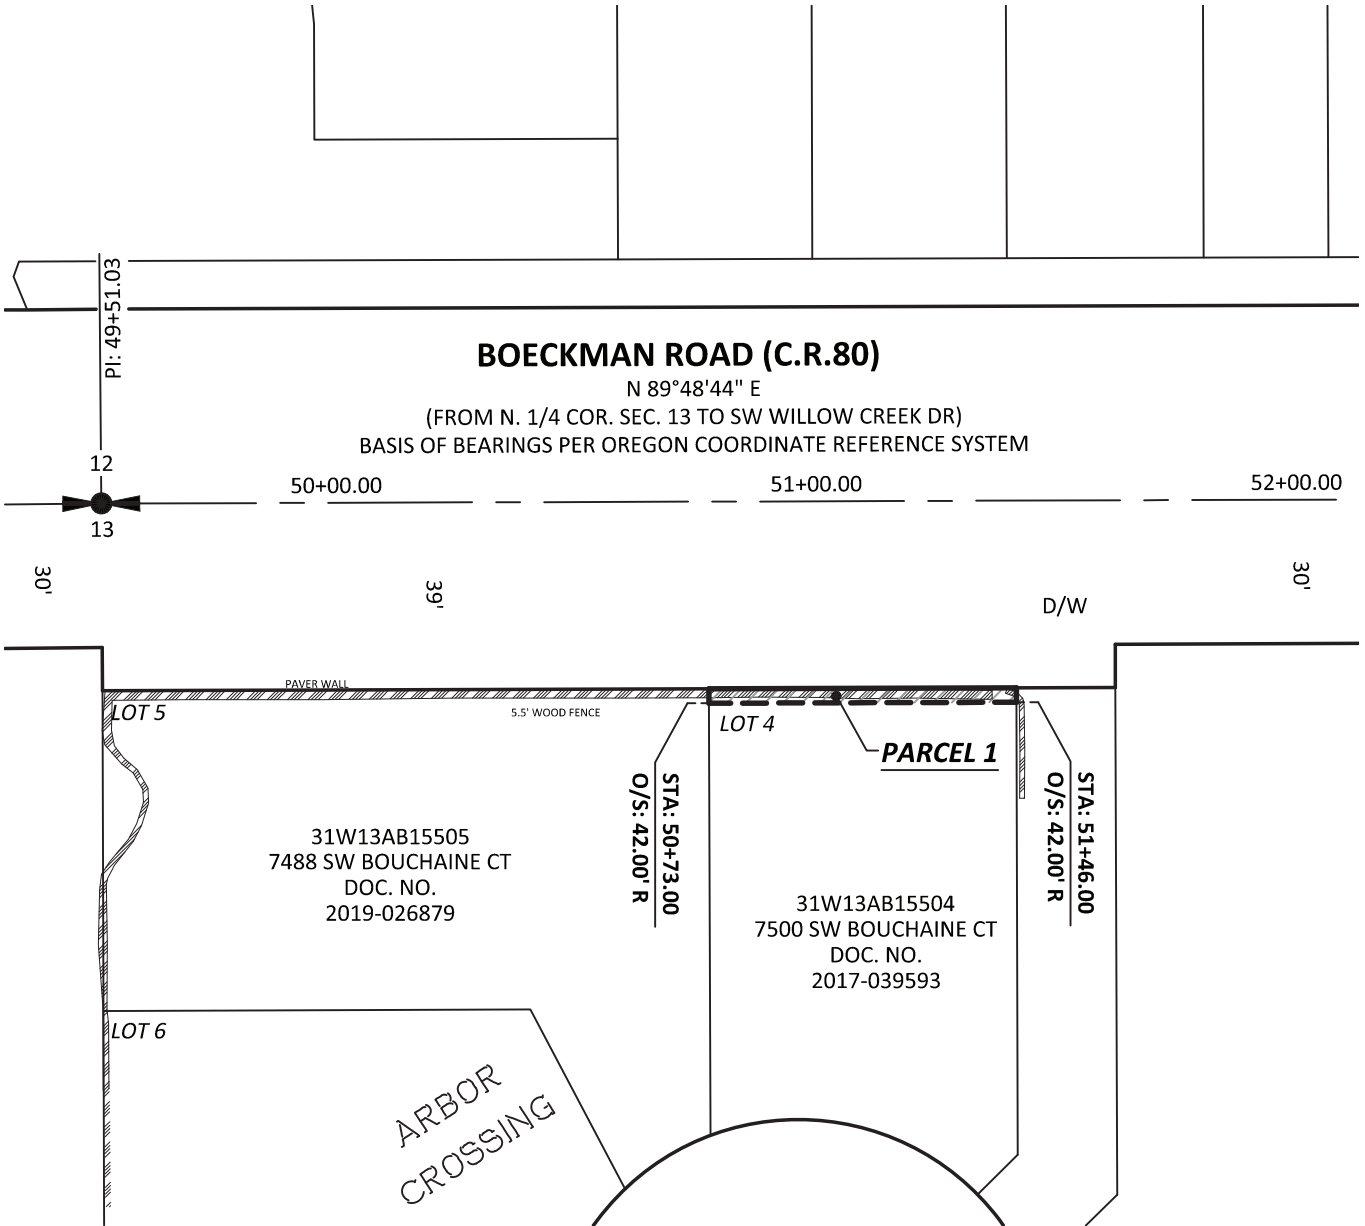 PI: 49+51.03
BOECKMAN ROAD (C.R.80)
N 89°48'44" E
(FROM N. 1/4 COR. SEC. 13 TO SW WILLOW CREEK DR)
BASIS OF BEARINGS PER OREGON COORDINATE REFERENCE SYSTEM
12
13
50+00.00
51+00.00
52+00.00
30'
39'
30'
D/W
PAVER WALL
LOT 5
5.5' WOOD FENCE
LOT 4
PARCEL 1
STA: 50+73.00
O/S: 42.00' R
STA: 51+46.00
O/S: 42.00' R
31W13AB15505
7488 SW BOUCHAINE CT
DOC. NO.
2019-026879
31W13AB15504
7500 SW BOUCHAINE CT
DOC. NO.
2017-039593
LOT 6
ARBOR
CROSSING